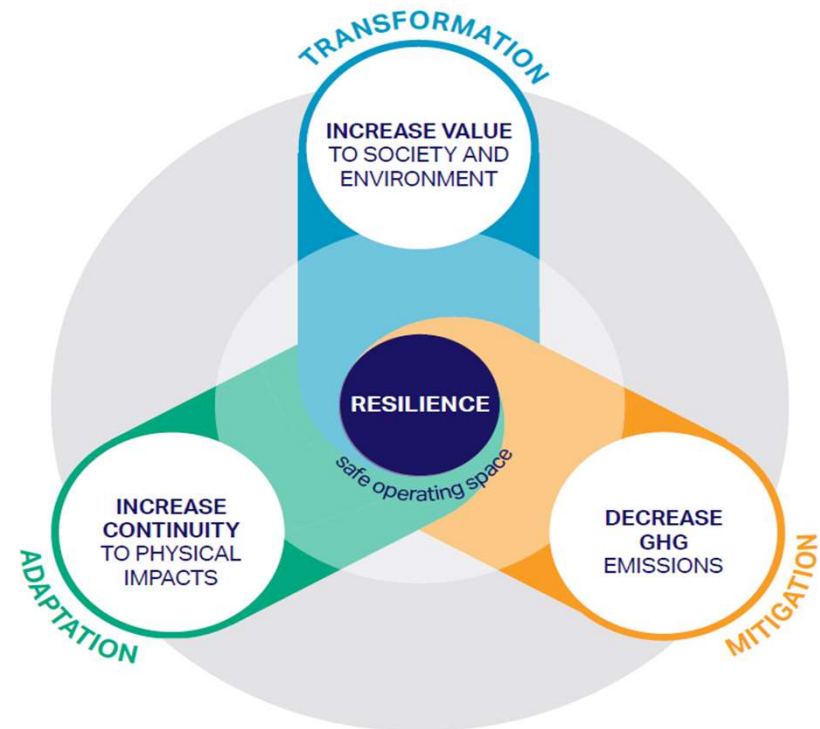 TRANSFORMATION
INCREASE VALUE
TO SOCIETY AND
ENVIRONMENT
RESILIENCE
safe operating space
INCREASE
CONTINUITY
TO PHYSICAL
IMPACTS
ADAPTATION
DECREASE
GHG
EMISSIONS
MITIGATION